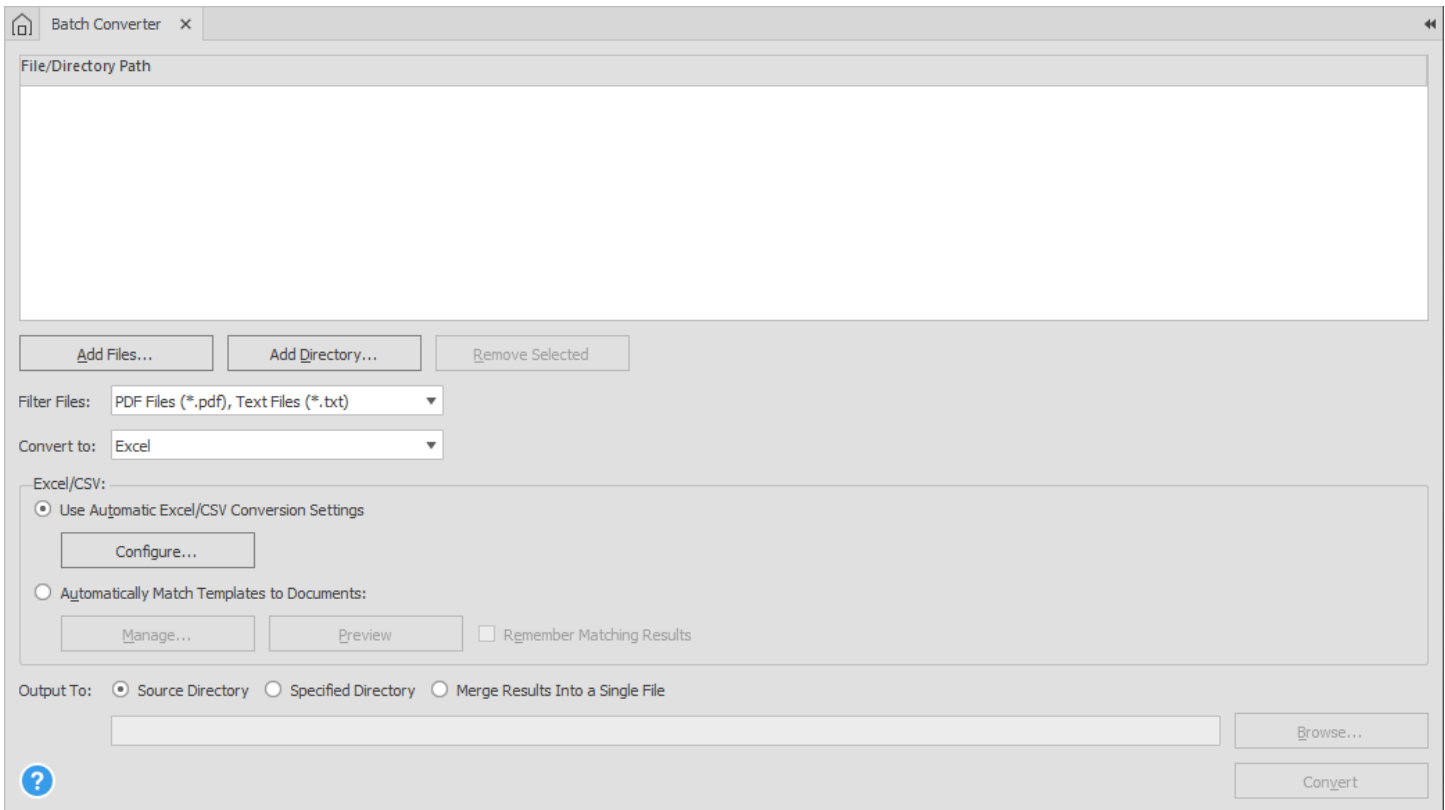 Batch Converter
File/Directory Path
Add Files... Add Directory... Remove Selected
Filter Files: PDF Files (*.pdf), Text Files (*.txt)
Convert to: Excel
Excel/CSV:
Use Automatic Excel/CSV Conversion Settings
Configure...
Automatically Match Templates to Documents:
Manage... Preview Remember Matching Results
Output To: Source Directory Specified Directory Merge Results Into a Single File
Browse...
? Convert